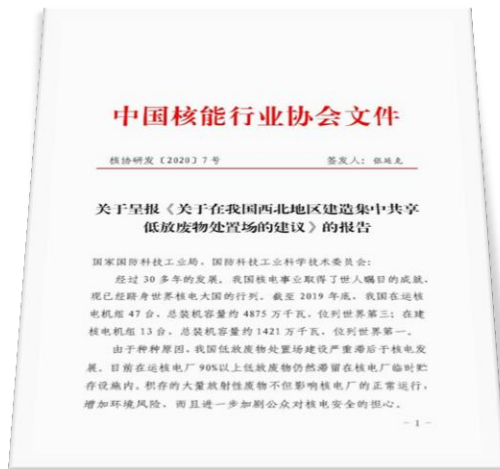 中国核能行业协会文件
核协研发〔2020〕7号 签发人：张廷克
关于呈报《关于在我国西北地区建造集中共享
低放废物处置场的建议》的报告
国家国防科技工业局、国防科技工业科学技术委员会：
经过30多年的发展，我国核电事业取得了世人瞩目的成就，
现已经跻身世界核电大国的行列。截至2019年底，我国在运核
电机组47台，总装机容量约4875万千瓦，位列世界第三；在建
核电机组13台，总装机容量约1421万千瓦，位列世界第一。
由于种种原因，我国低放废物处置场建设严重滞后于核电发
展，目前在运核电厂90%以上低放废物仍然滞留在核电厂临时贮
存设施内。积存的大量放射性废物不但影响核电厂的正常运行，
增加环境风险，而且进一步加剧公众对核电安全的担心。
- 1 -